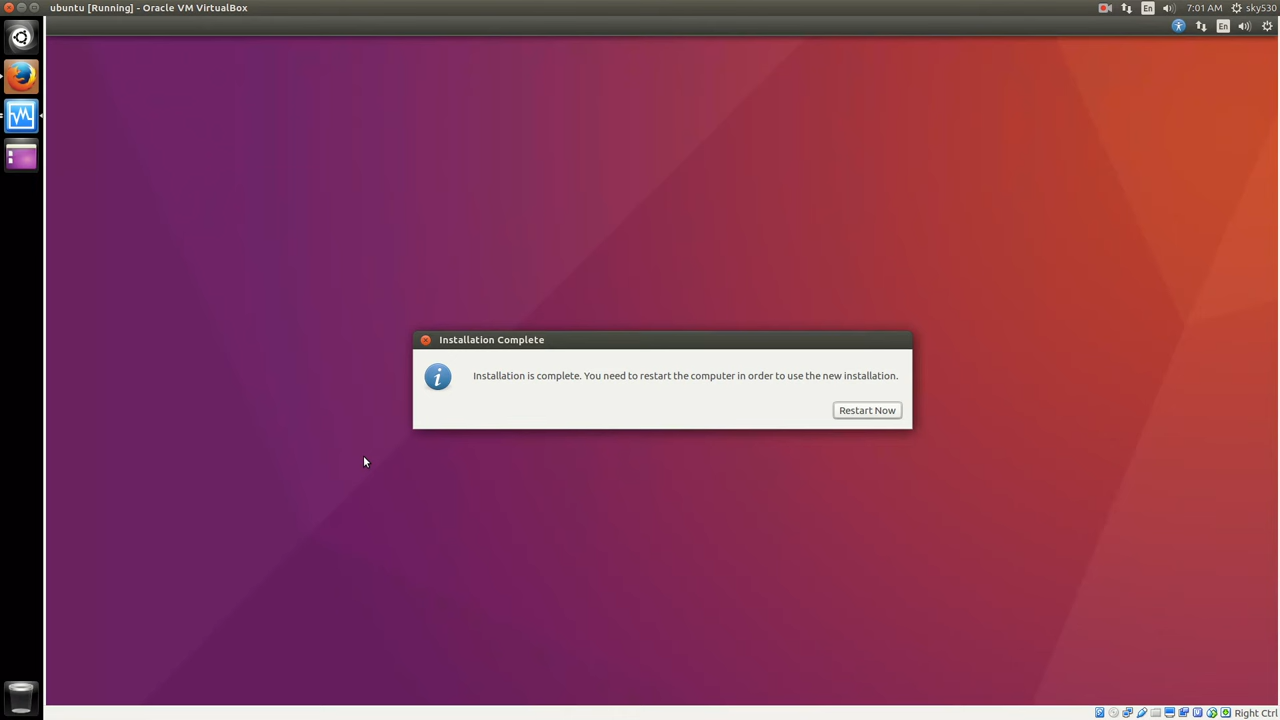 ubuntu [Running] - Oracle VM VirtualBox
En
7:01 AM
sky530
En
Installation Complete
Installation is complete. You need to restart the computer in order to use the new installation.
Restart Now
Right Ctrl